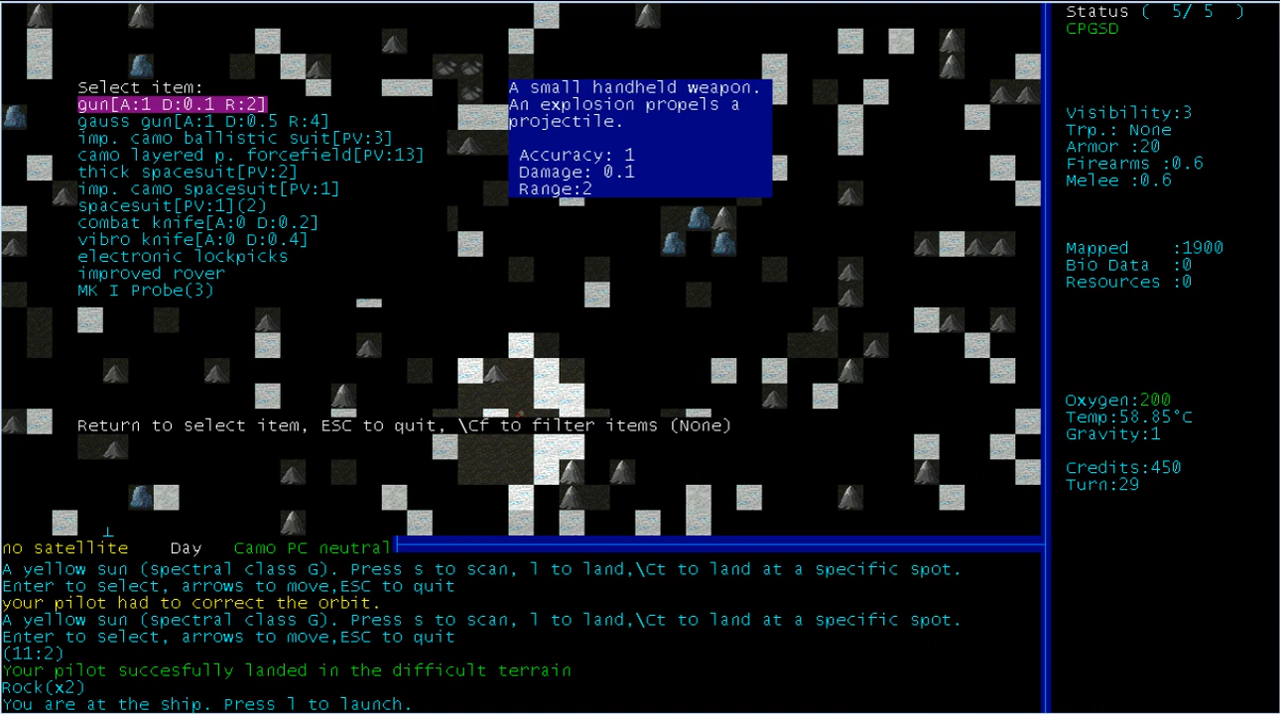 Select item:
gun[A:1 D:0.1 R:2]
gauss gun[A:1 D:0.5 R:4]
imp. camo ballistic suit[PV:3]
camo layered p. forcefield[PV:13]
thick spacesuit[PV:2]
imp. camo spacesuit[PV:1]
spacesuit[PV:1](2)
combat knife[A:0 D:0.2]
vibro knife[A:0 D:0.4]
electronic lockpicks
improved rover
MK I Probe(3)
A small handheld weapon.
An explosion propels a
projectile.
Accuracy: 1
Damage: 0.1
Range:2
Return to select item, ESC to quit, \Cf to filter items (None)
Status ( 5/ 5 )
CPGSD
Visibility:3
Trp.: None
Armor :20
Firearms :0.6
Melee :0.6
Mapped :1900
Bio Data :0
Resources :0
Oxygen:200
Temp:58.85°C
Gravity:1
Credits:450
Turn:29
no satellite Day Camo PC neutral
A yellow sun (spectral class G). Press s to scan, l to land,\Ct to land at a specific spot.
Enter to select, arrows to move,ESC to quit
your pilot had to correct the orbit.
A yellow sun (spectral class G). Press s to scan, l to land,\Ct to land at a specific spot.
Enter to select, arrows to move,ESC to quit
(11:2)
Your pilot succesfully landed in the difficult terrain
Rock(x2)
You are at the ship. Press l to launch.